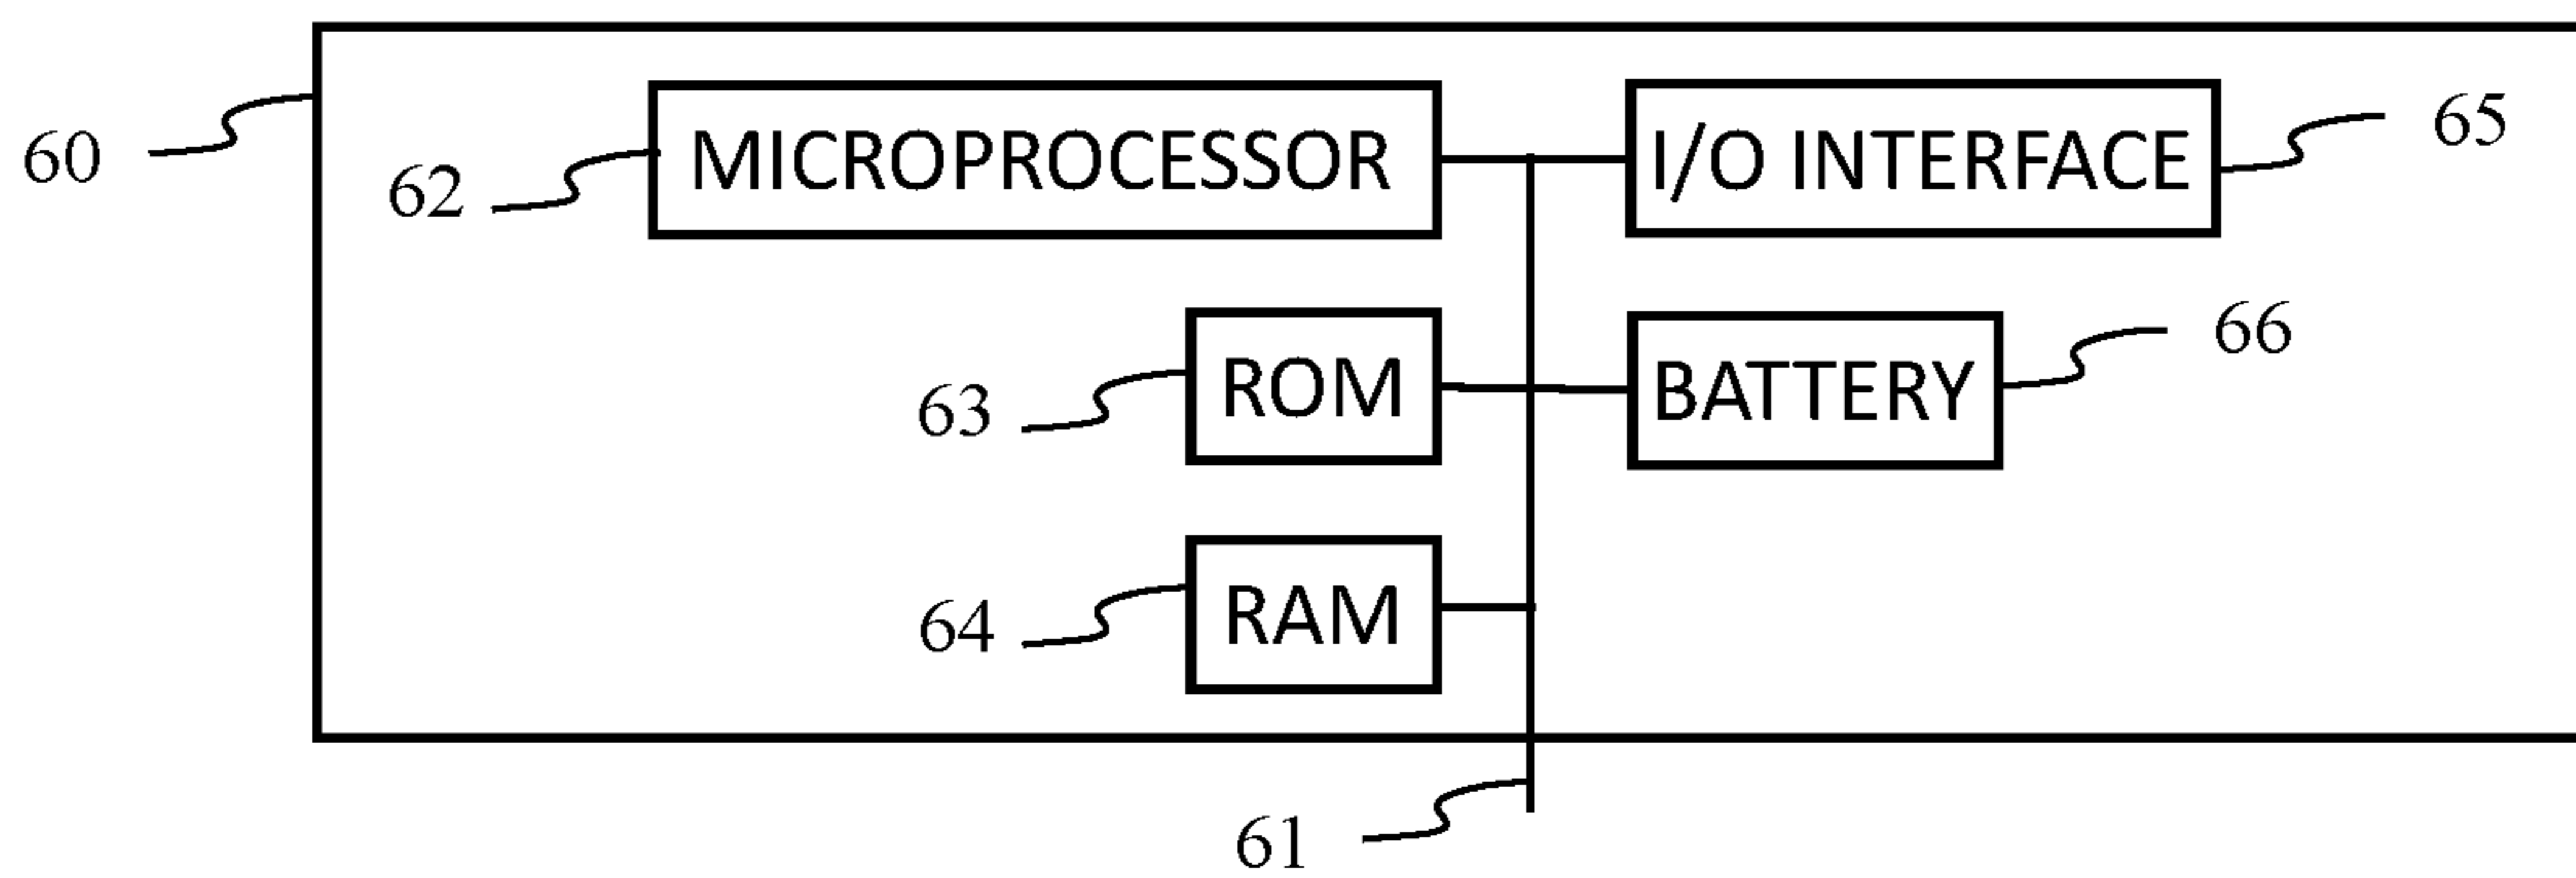 60
62
MICROPROCESSOR
I/O INTERFACE
65
63
ROM
BATTERY
66
64
RAM
61